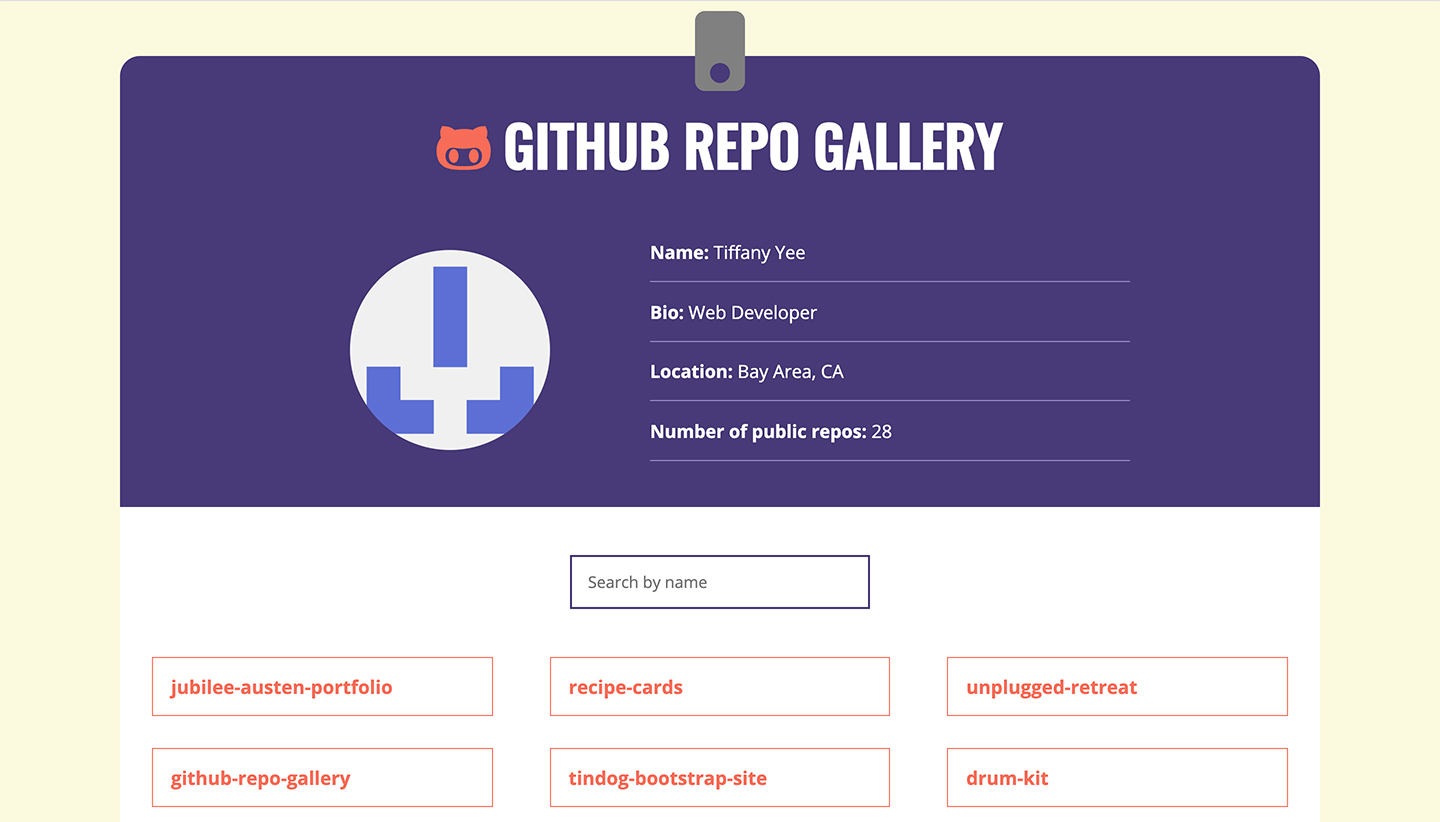 GITHUB REPO GALLERY
Name: Tiffany Yee
Bio: Web Developer
Location: Bay Area, CA
Number of public repos: 28
Search by name
jubilee-austen-portfolio
recipe-cards
unplugged-retreat
github-repo-gallery
tindog-bootstrap-site
drum-kit